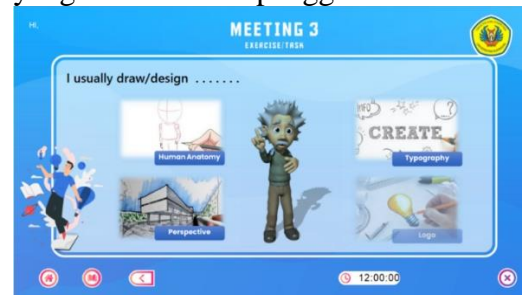 Hi,
MEETING 3
EXERCISE/TASK
I usually draw/design . . . . . . .
Human Anatomy
CREATE
Typography
Perspective
Logo
12:00:00